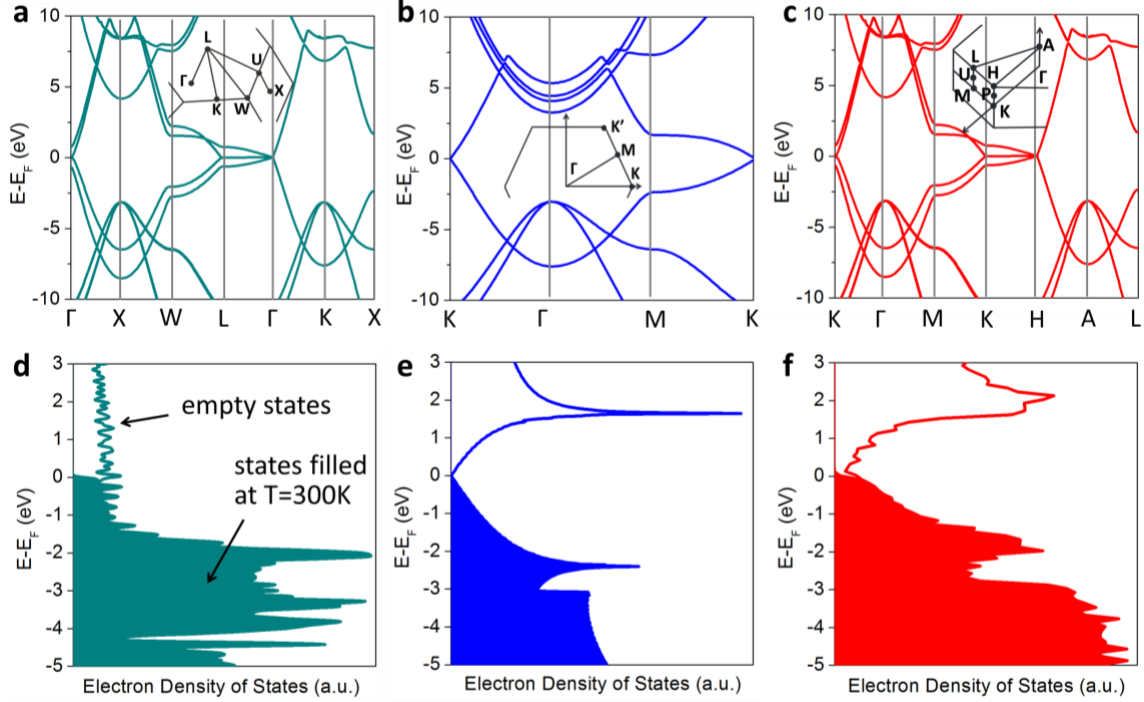 a
10
5
0
-5
-10
E-E_F (eV)
Γ X W L Γ K X
L
U
Γ
X
K
W
b
10
5
0
-5
-10
E-E_F (eV)
K Γ M K
K′
M
Γ
K
c
10
5
0
-5
-10
E-E_F (eV)
K Γ M K H A L
A
L
U
H
Γ
M
P
K
d
3
2
1
0
-1
-2
-3
-4
-5
E-E_F (eV)
empty states
states filled
at T=300K
Electron Density of States (a.u.)
e
3
2
1
0
-1
-2
-3
-4
-5
E-E_F (eV)
Electron Density of States (a.u.)
f
3
2
1
0
-1
-2
-3
-4
-5
E-E_F (eV)
Electron Density of States (a.u.)